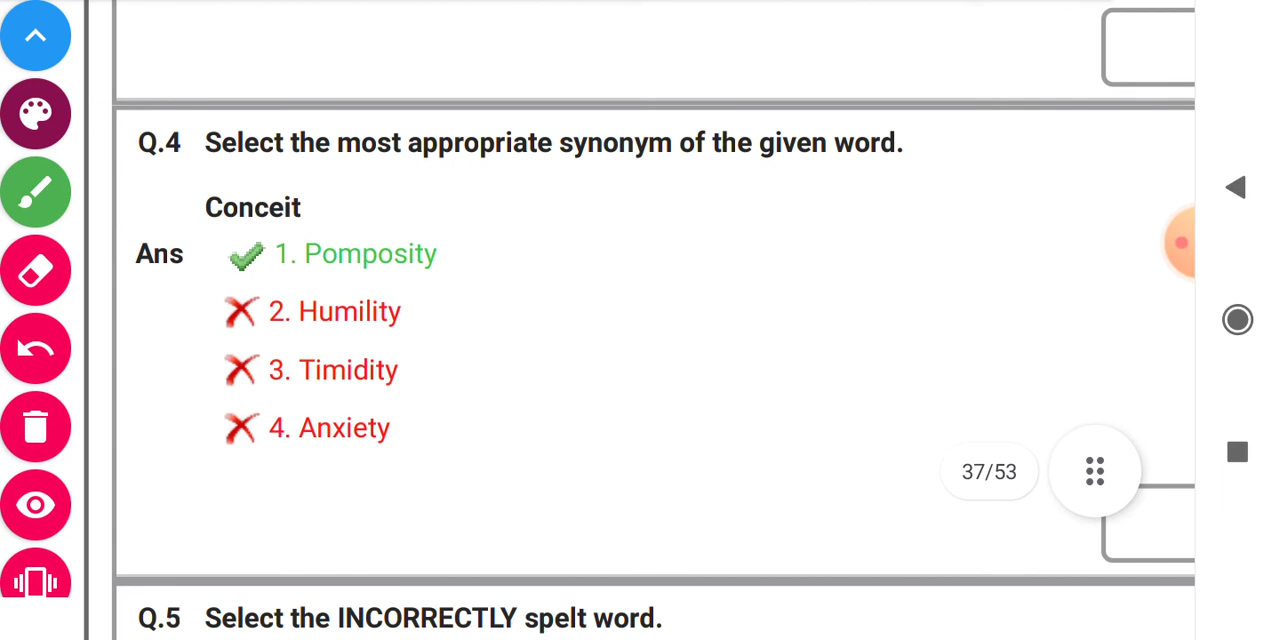 Q.4 Select the most appropriate synonym of the given word.
Conceit
Ans 1. Pomposity
2. Humility
3. Timidity
4. Anxiety
37/53
Q.5 Select the INCORRECTLY spelt word.